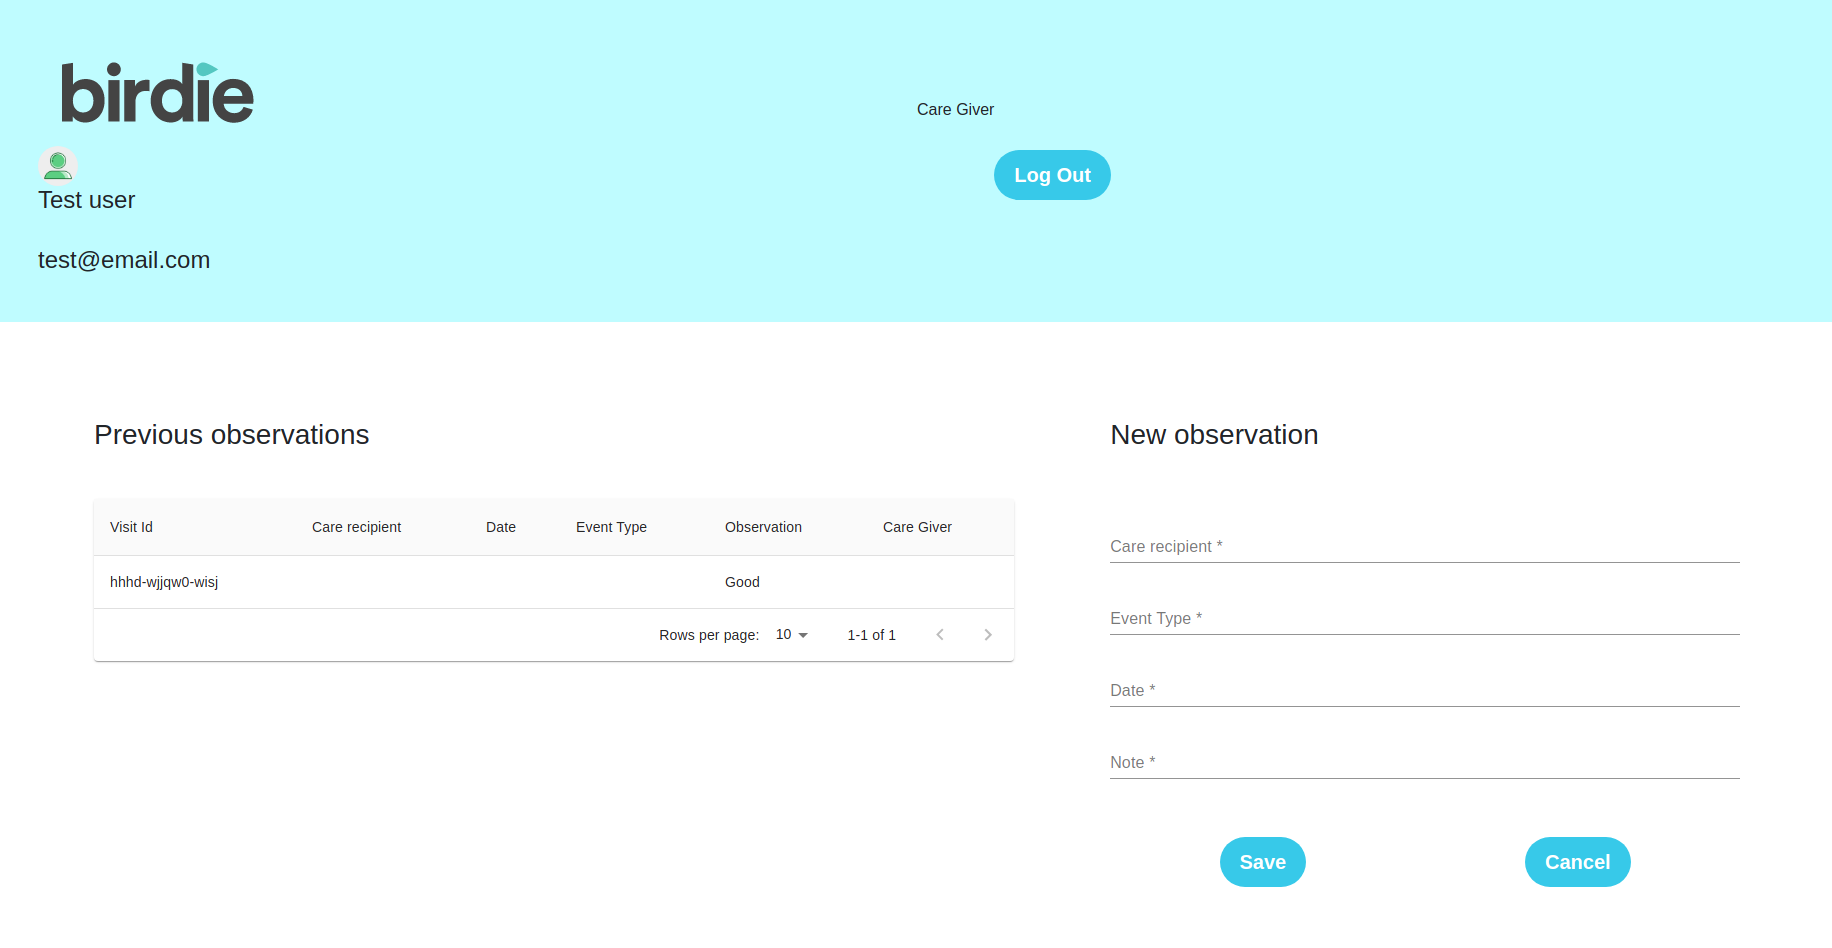 birdie
Care Giver
Log Out
Test user
test@email.com
Previous observations
New observation
Visit Id Care recipient Date Event Type Observation Care Giver
hhhd-wjjqw0-wisj Good
Rows per page: 10 1-1 of 1
Care recipient *
Event Type *
Date *
Note *
Save Cancel